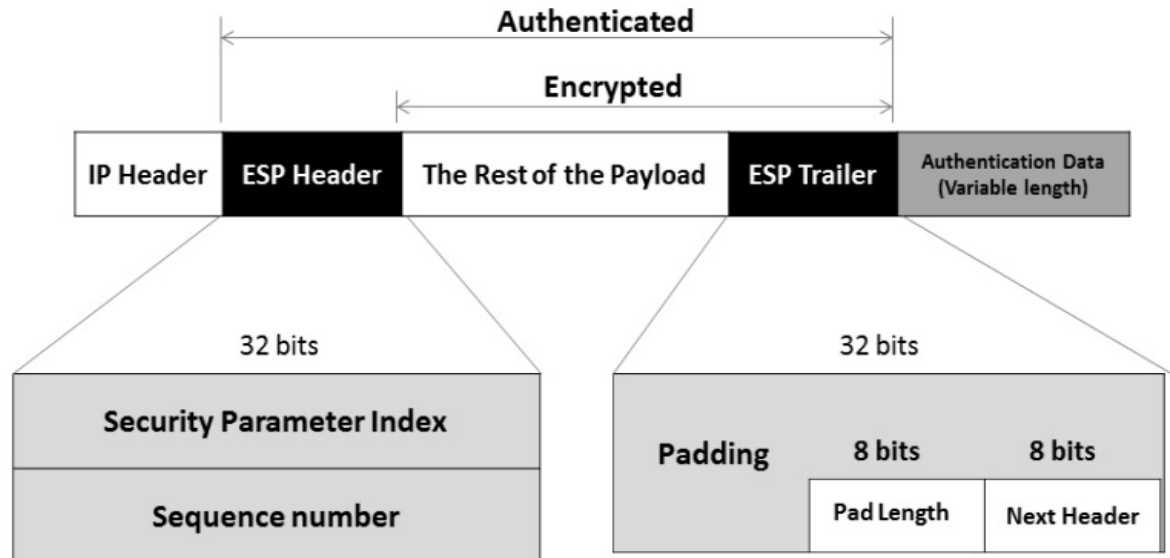 Authenticated
Encrypted
IP Header
ESP Header
The Rest of the Payload
ESP Trailer
Authentication Data
(Variable length)
32 bits
Security Parameter Index
Sequence number
32 bits
Padding
8 bits
8 bits
Pad Length
Next Header